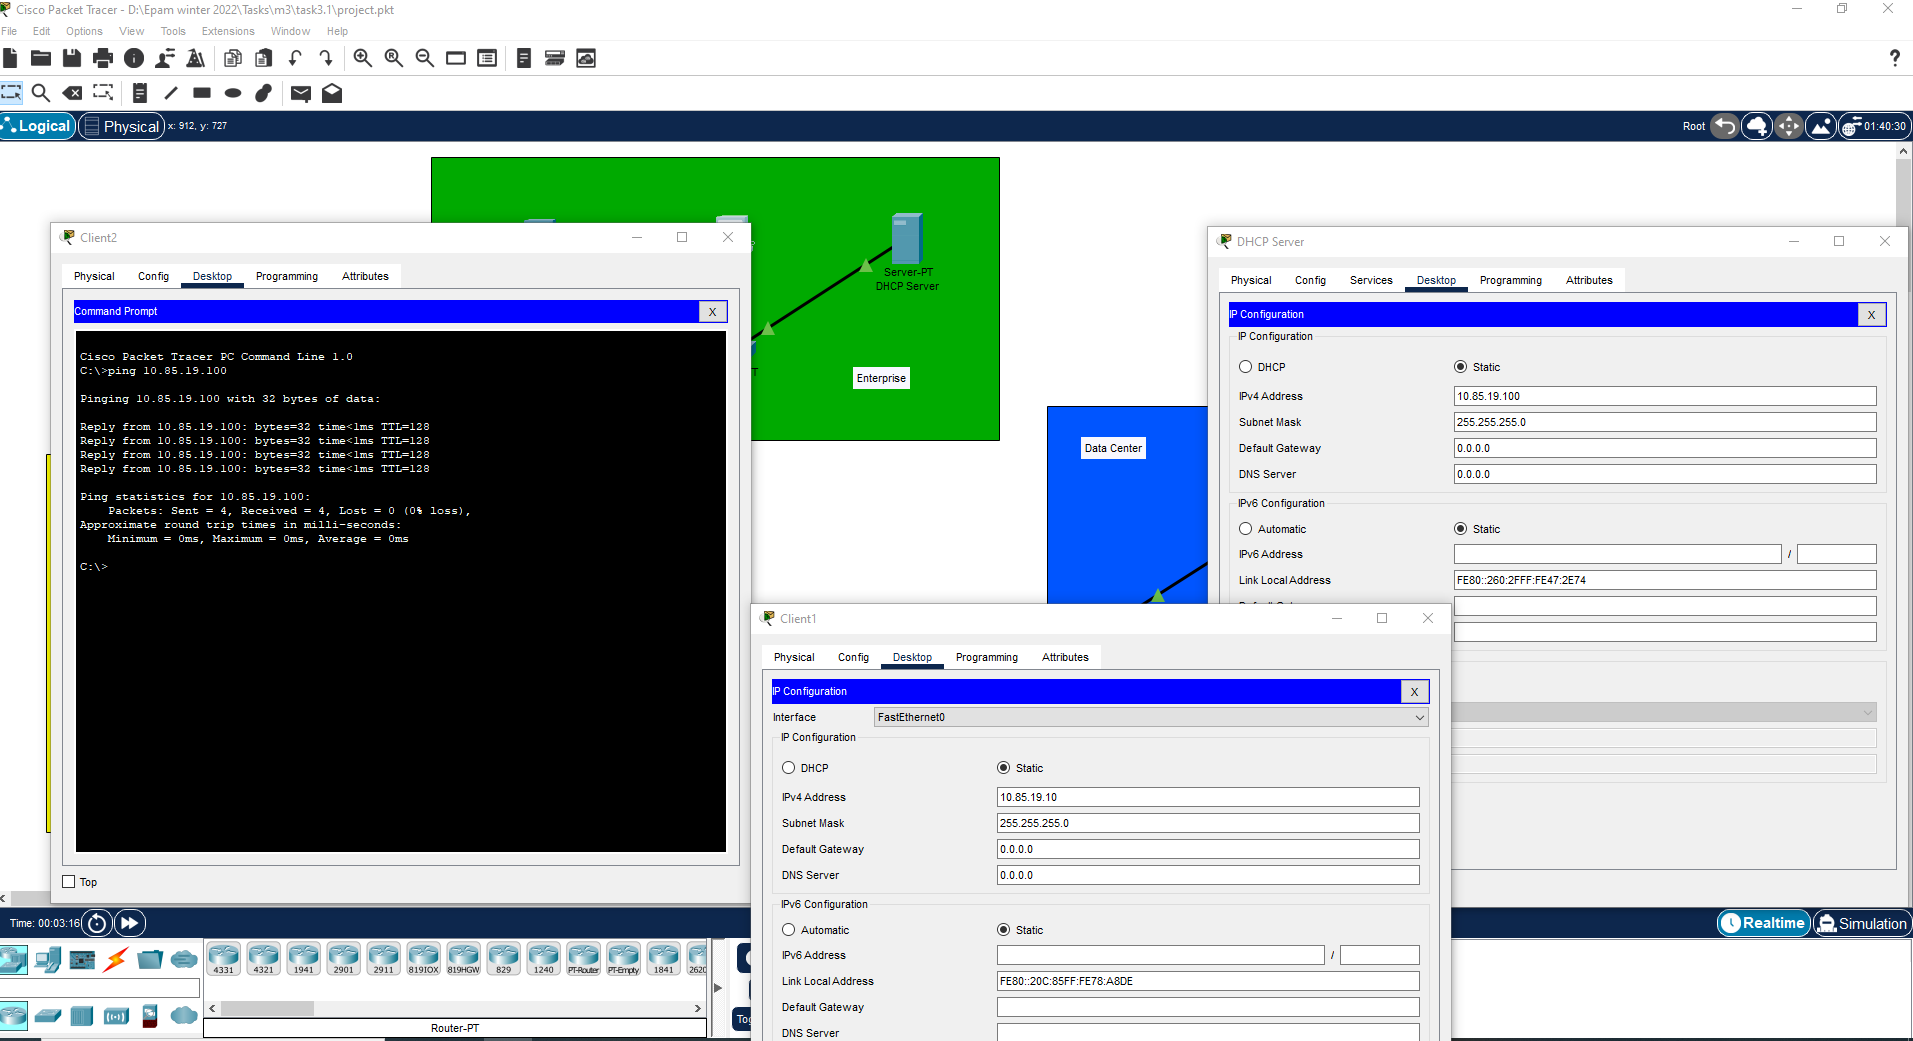 Cisco Packet Tracer - D:\Epam winter 2022\Tasks\m3\task3.1\project.pkt
File Edit Options View Tools Extensions Window Help
?
Logical Physical x: 912, y: 727
Root 01:40:30
Server-PT
DHCP Server
Enterprise
Data Center
Client2
Physical Config Desktop Programming Attributes
Command Prompt X
Cisco Packet Tracer PC Command Line 1.0
C:\>ping 10.85.19.100
Pinging 10.85.19.100 with 32 bytes of data:
Reply from 10.85.19.100: bytes=32 time<1ms TTL=128
Reply from 10.85.19.100: bytes=32 time<1ms TTL=128
Reply from 10.85.19.100: bytes=32 time<1ms TTL=128
Reply from 10.85.19.100: bytes=32 time<1ms TTL=128
Ping statistics for 10.85.19.100:
Packets: Sent = 4, Received = 4, Lost = 0 (0% loss),
Approximate round trip times in milli-seconds:
Minimum = 0ms, Maximum = 0ms, Average = 0ms
C:\>
Top
DHCP Server
Physical Config Services Desktop Programming Attributes
IP Configuration X
IP Configuration
DHCP Static
IPv4 Address 10.85.19.100
Subnet Mask 255.255.255.0
Default Gateway 0.0.0.0
DNS Server 0.0.0.0
IPv6 Configuration
Automatic Static
IPv6 Address /
Link Local Address FE80::260:2FFF:FE47:2E74
Client1
Physical Config Desktop Programming Attributes
IP Configuration X
Interface FastEthernet0
IP Configuration
DHCP Static
IPv4 Address 10.85.19.10
Subnet Mask 255.255.255.0
Default Gateway 0.0.0.0
DNS Server 0.0.0.0
IPv6 Configuration
Automatic Static
IPv6 Address /
Link Local Address FE80::20C:85FF:FE78:A8DE
Default Gateway
DNS Server
Time: 00:03:16
Realtime Simulation
4331 4321 1941 2901 2911 819IOX 819HGW 829 1240 PT-Router PT-Empty 1841 2620
Router-PT